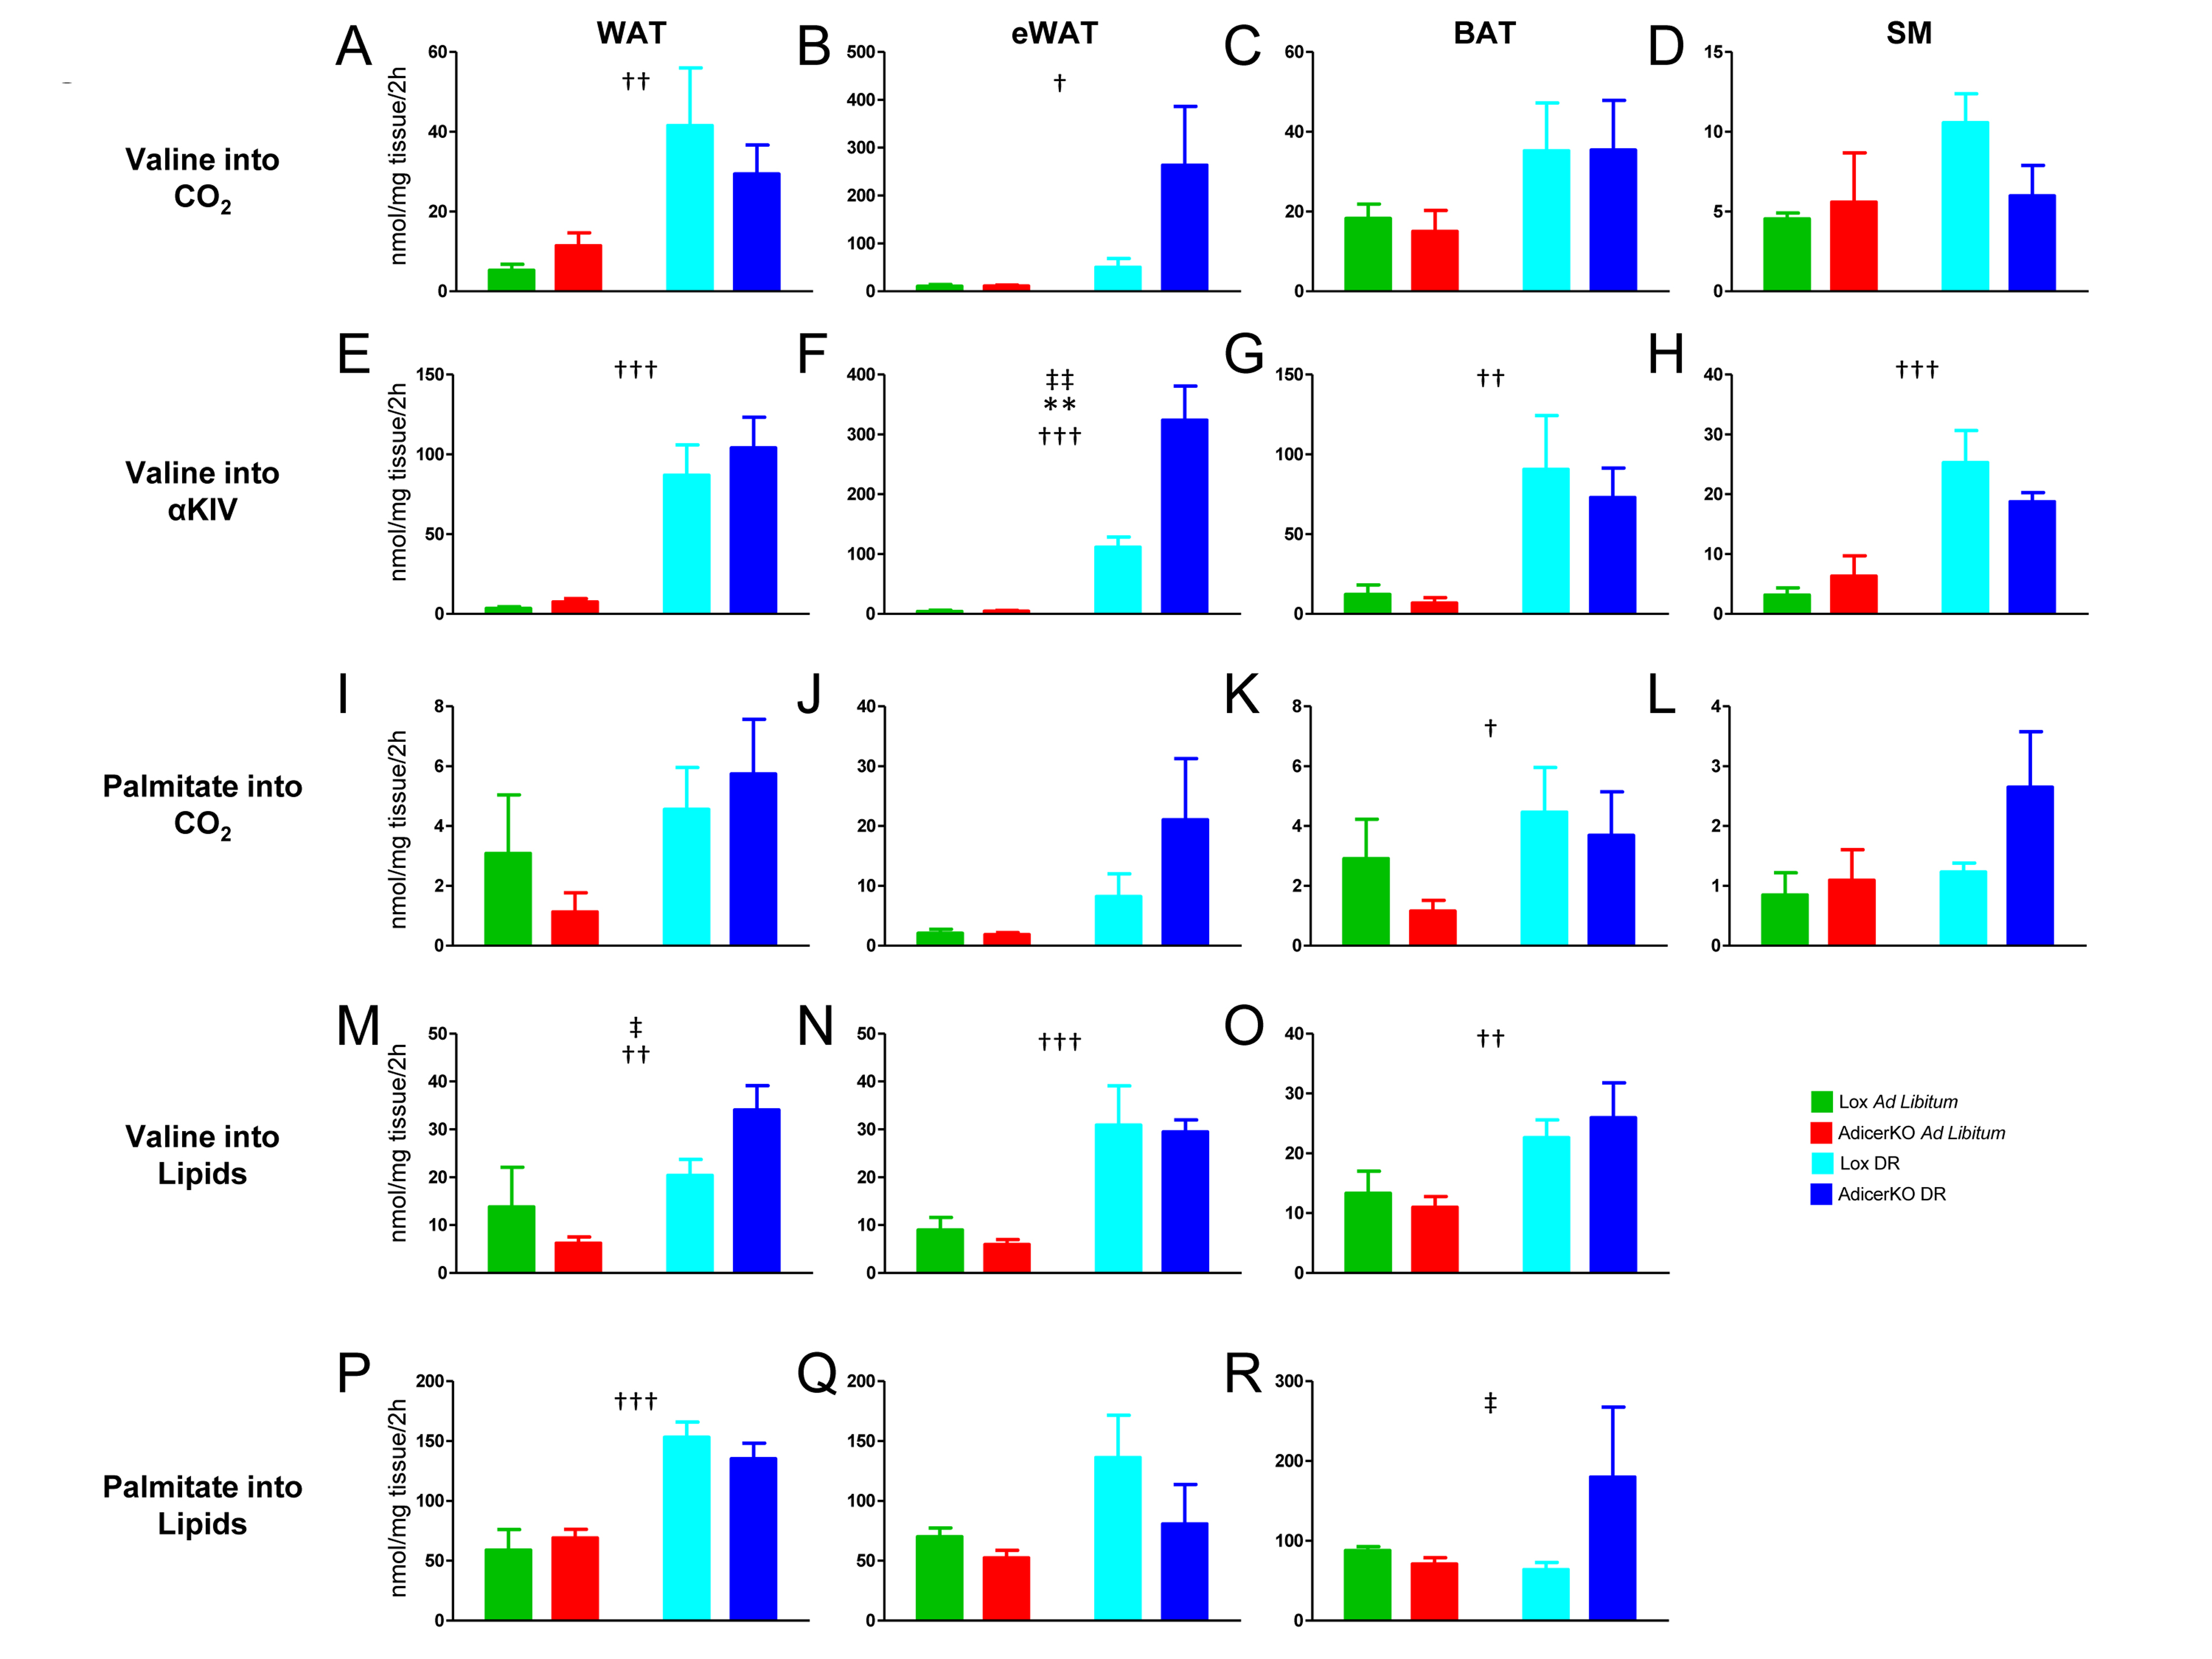 WAT
eWAT
BAT
SM
A
B
C
D
Valine into
CO2
nmol/mg tissue/2h
60
40
20
0
††
500
400
300
200
100
0
†
60
40
20
0
15
10
5
0
E
F
G
H
Valine into
αKIV
nmol/mg tissue/2h
150
100
50
0
†††
400
300
200
100
0
‡‡
**
†††
150
100
50
0
††
40
30
20
10
0
†††
I
J
K
L
Palmitate into
CO2
nmol/mg tissue/2h
8
6
4
2
0
40
30
20
10
0
8
6
4
2
0
†
4
3
2
1
0
M
N
O
Valine into
Lipids
nmol/mg tissue/2h
50
40
30
20
10
0
‡
††
50
40
30
20
10
0
†††
40
30
20
10
0
††
Lox Ad Libitum
AdicerKO Ad Libitum
Lox DR
AdicerKO DR
P
Q
R
Palmitate into
Lipids
nmol/mg tissue/2h
200
150
100
50
0
†††
200
150
100
50
0
300
200
100
0
‡